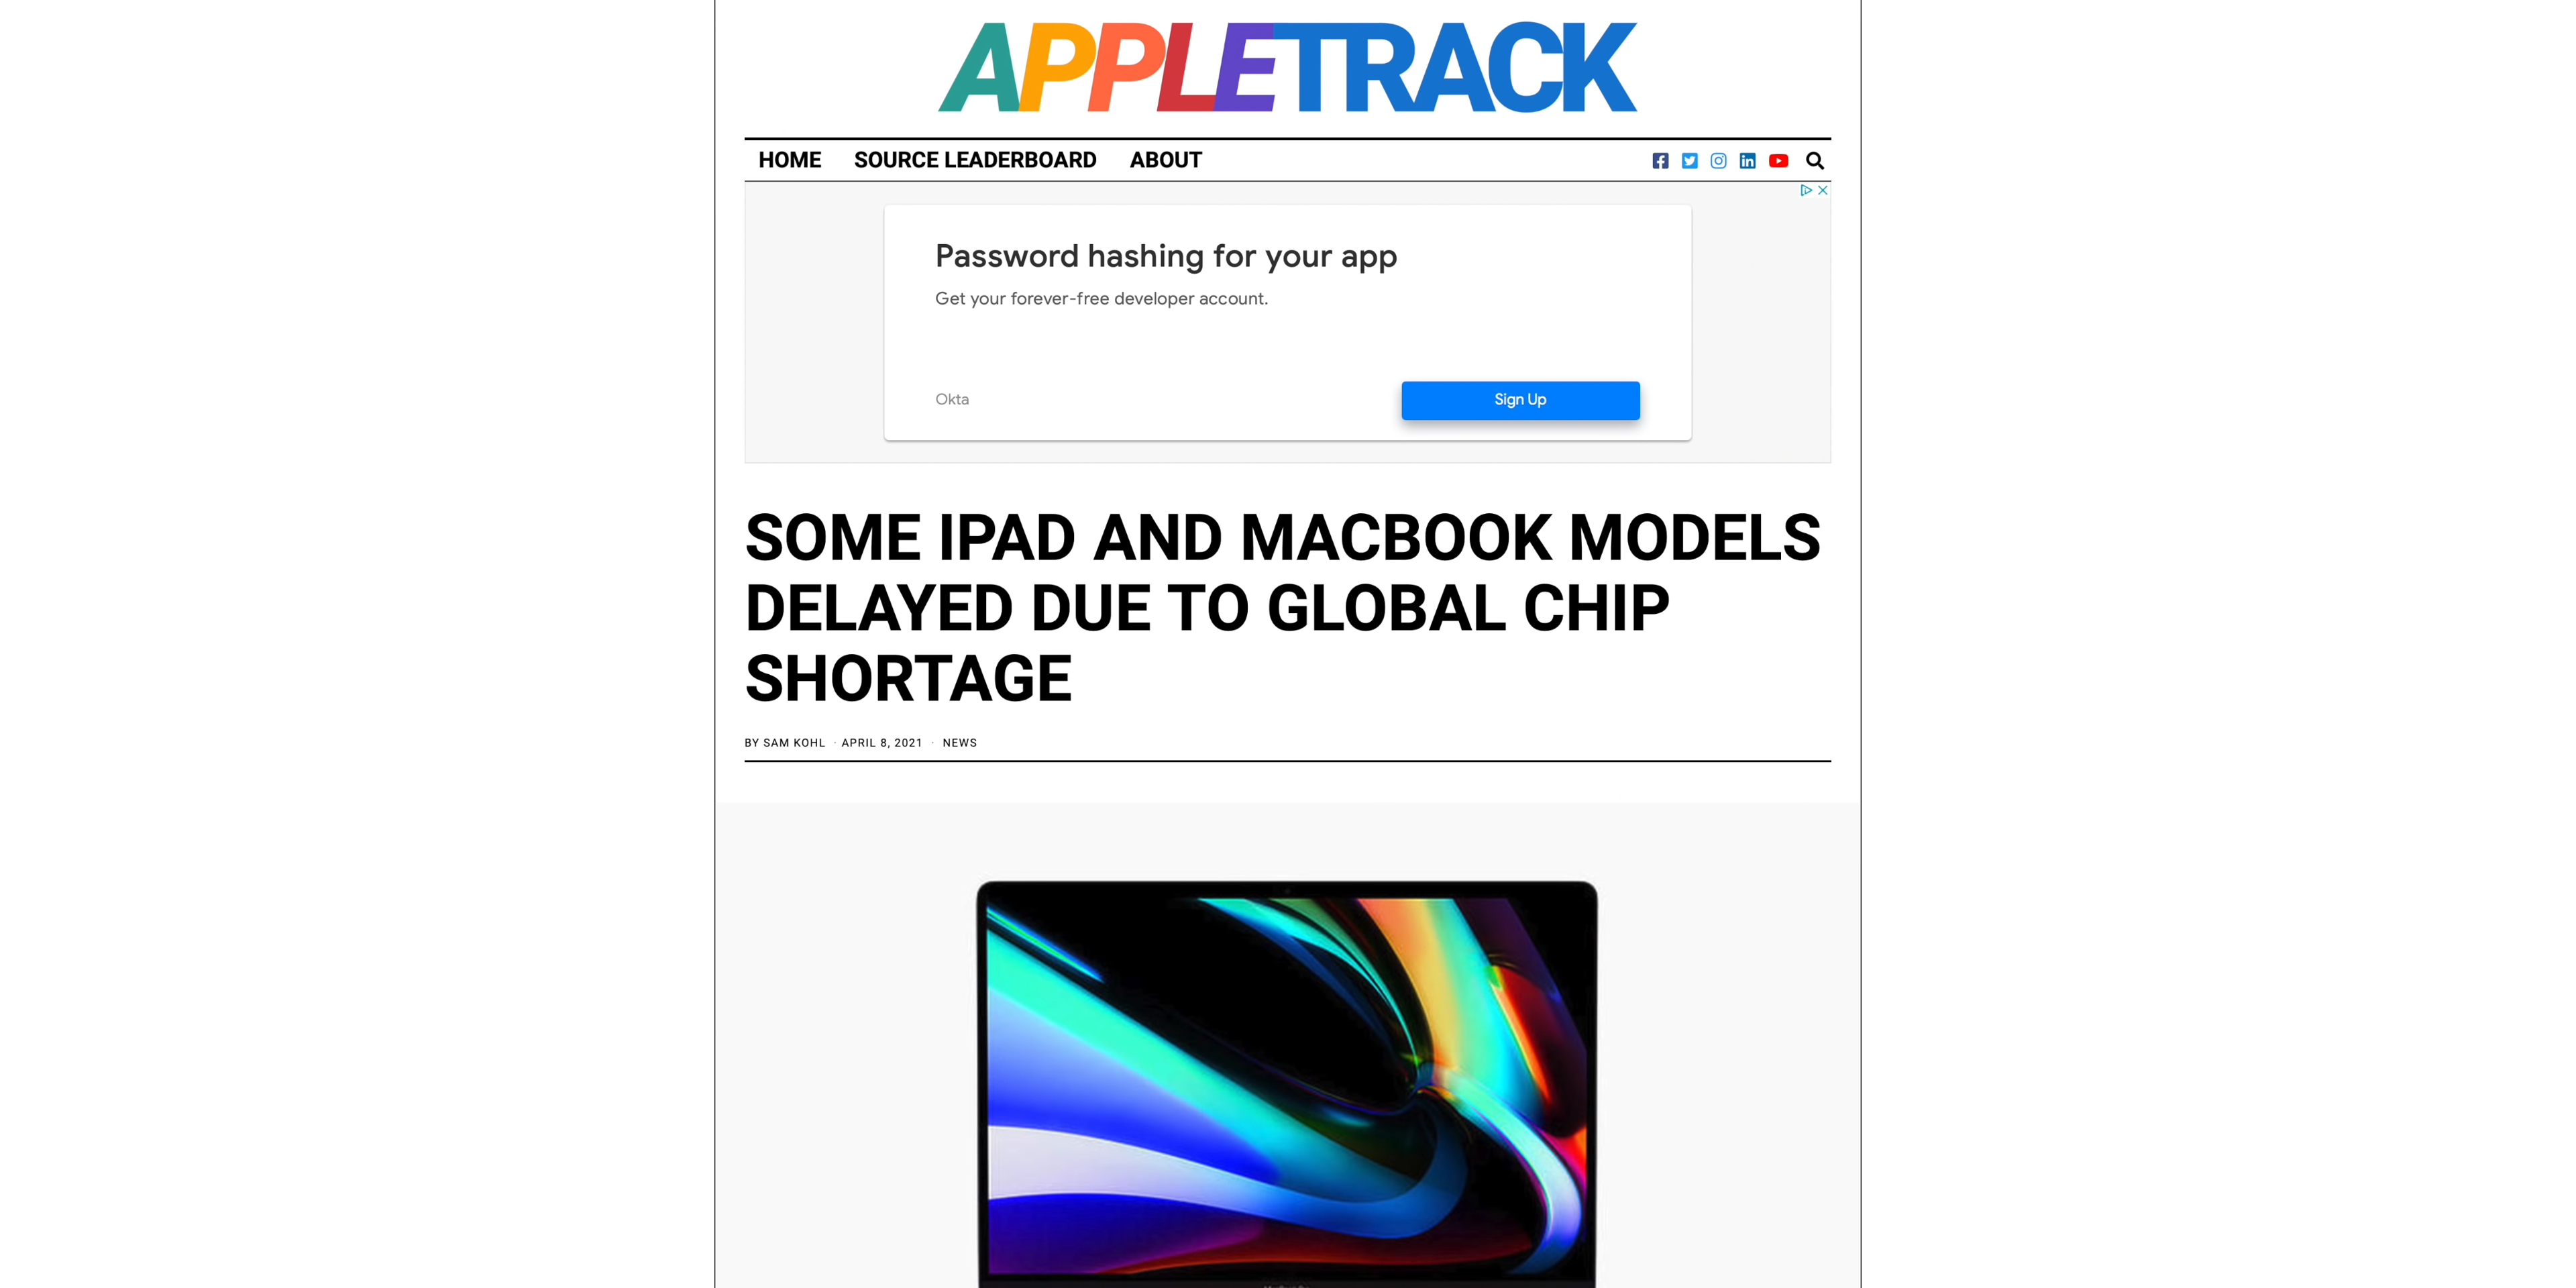 APPLETRACK
HOME SOURCE LEADERBOARD ABOUT
Password hashing for your app
Get your forever-free developer account.
Okta Sign Up
SOME IPAD AND MACBOOK MODELS
DELAYED DUE TO GLOBAL CHIP
SHORTAGE
BY SAM KOHL · APRIL 8, 2021 · NEWS